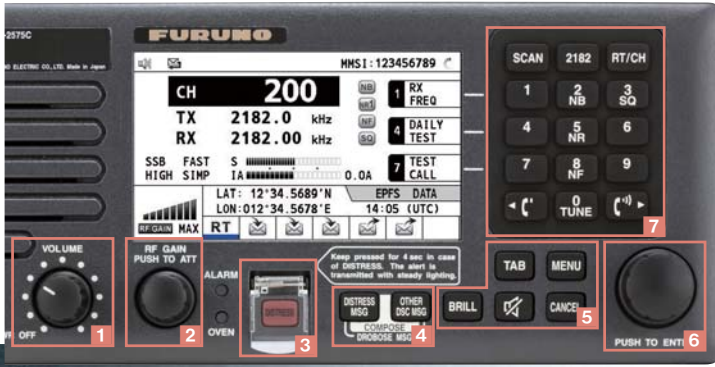 -2575C
FURUNO
NO ELECTRIC CO.,LTD. Made in Japan
MMSI:123456789
CH 200
TX 2182.0 kHz
RX 2182.00 kHz
NB
NR1
NF
SQ
1 RX FREQ
4 DAILY TEST
7 TEST CALL
SSB FAST S
HIGH SIMP IA 0.0A
LAT: 12°34.5689'N EPFS DATA
LON:012°34.5678'E 14:05 (UTC)
RF GAIN MAX RT
SCAN 2182 RT/CH
1 2 NB 3 SQ
4 5 NR 6
7 8 NF 9
0 TUNE
7
VOLUME
OFF
1
RF GAIN
PUSH TO ATT
2
ALARM
OVEN
DISTRESS
3
Keep pressed for 4 sec in case
of DISTRESS. The alert is
transmitted with steady lighting.
DISTRESS MSG OTHER DSC MSG
COMPOSE
DROBOSE MSG
4
TAB MENU
BRILL CANCEL
5
PUSH TO ENT
6